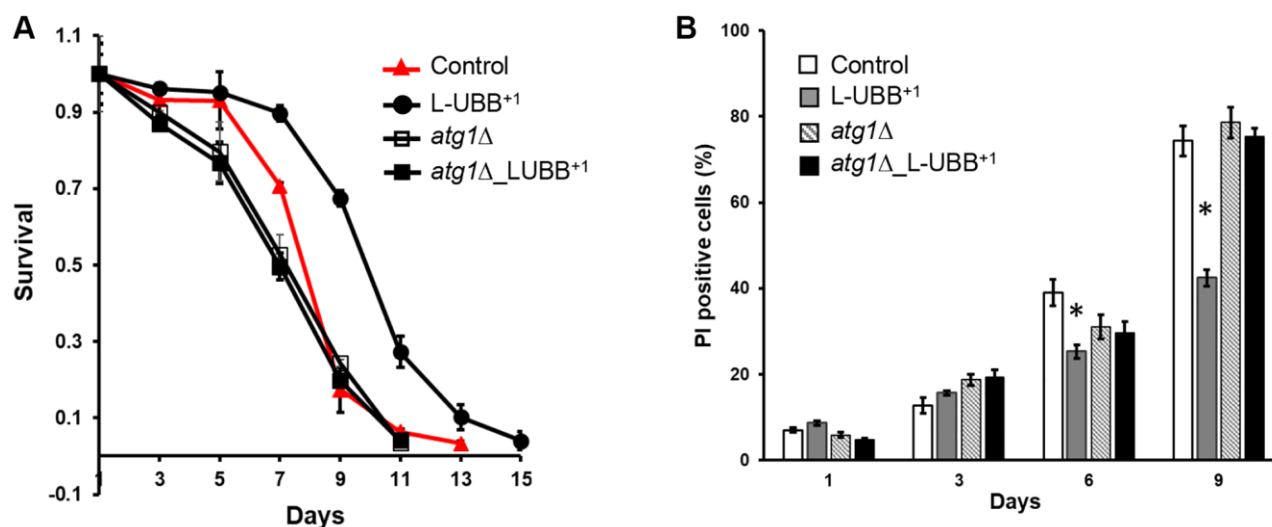 A
1.1
0.9
0.7
0.5
0.3
0.1
-0.1
Survival
Control
L-UBB⁺¹
atg1Δ
atg1Δ_LUBB⁺¹
1 3 5 7 9 11 13 15
Days
B
100
80
60
40
20
0
PI positive cells (%)
Control
L-UBB⁺¹
atg1Δ
atg1Δ_L-UBB⁺¹
*
*
1 3 6 9
Days